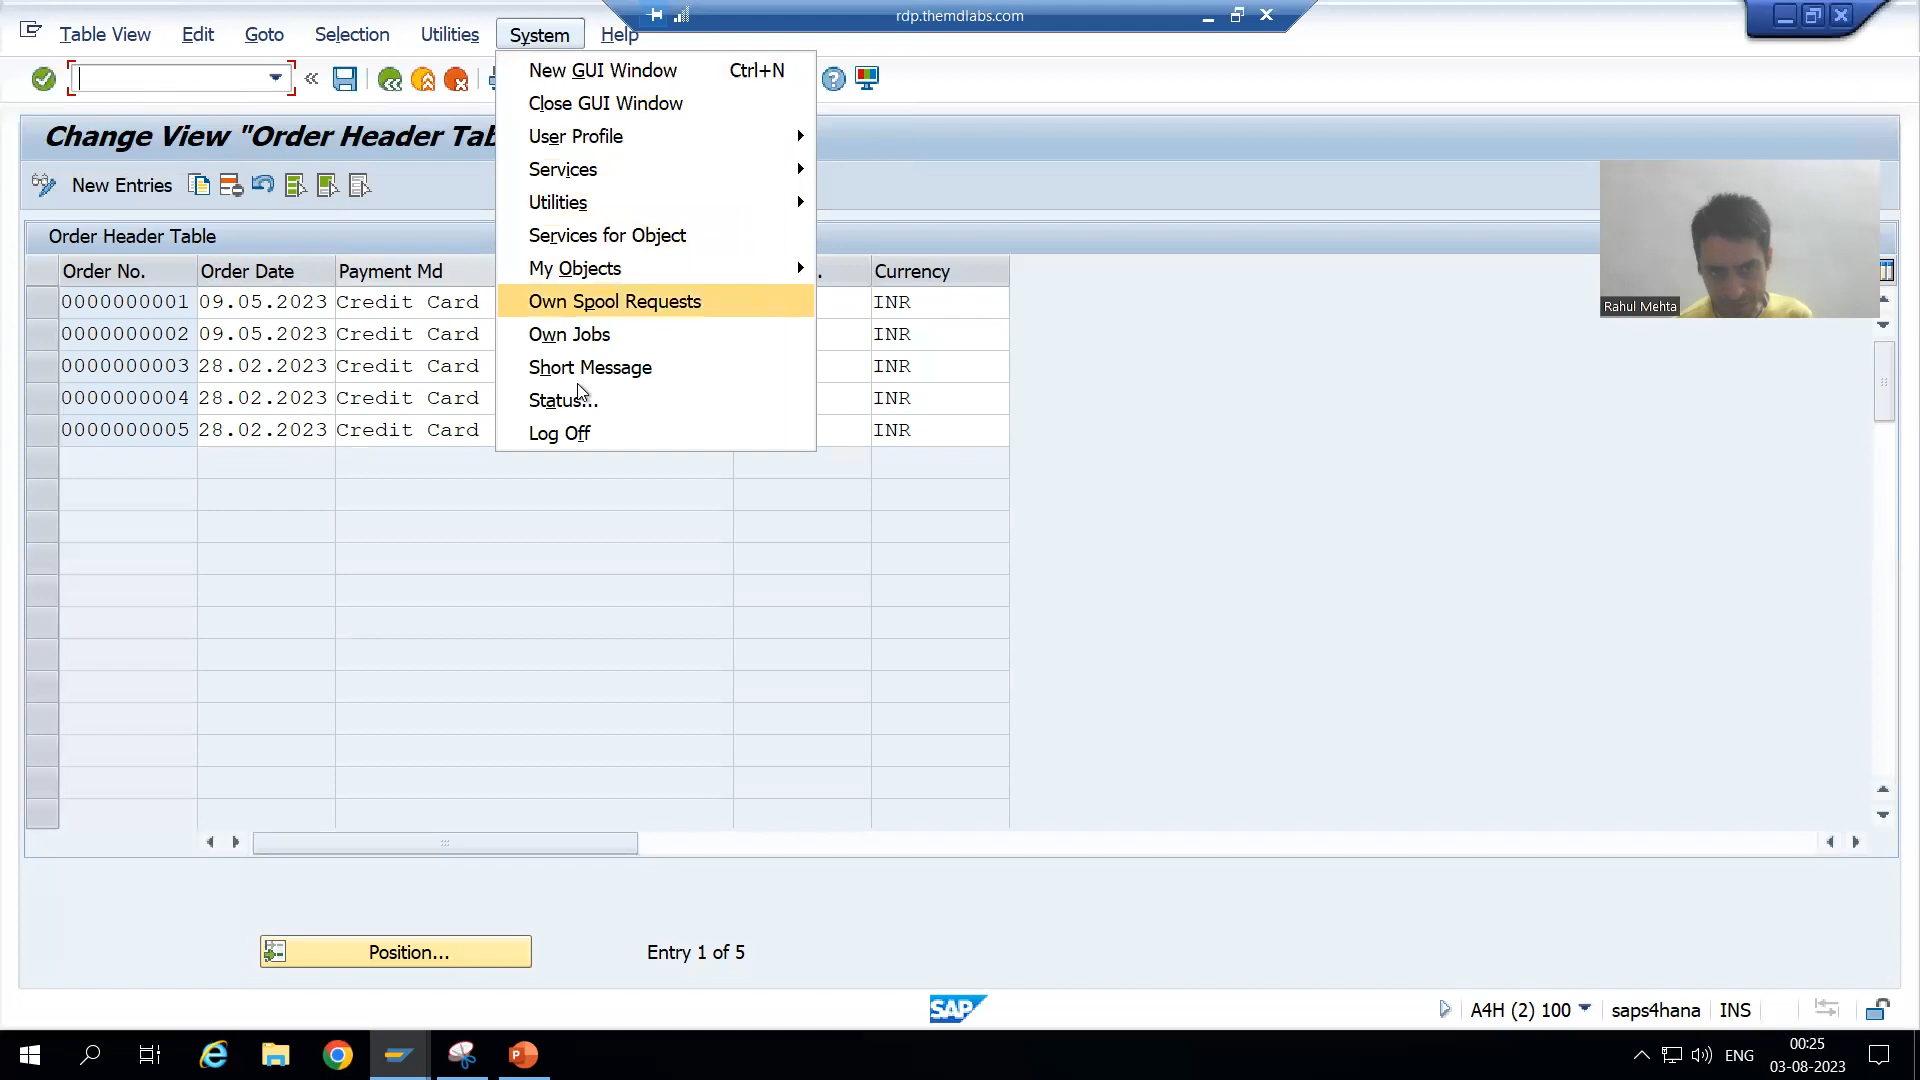 rdp.themdlabs.com
Table View Edit Goto Selection Utilities System Help
New GUI Window Ctrl+N
Close GUI Window
User Profile
Services
Utilities
Services for Object
My Objects
Own Spool Requests
Own Jobs
Short Message
Status...
Log Off
Change View "Order Header Tab
New Entries
Order Header Table
Order No. Order Date Payment Md . Currency
0000000001 09.05.2023 Credit Card INR
0000000002 09.05.2023 Credit Card INR
0000000003 28.02.2023 Credit Card INR
0000000004 28.02.2023 Credit Card INR
0000000005 28.02.2023 Credit Card INR
Rahul Mehta
Position... Entry 1 of 5
SAP
A4H (2) 100 saps4hana INS
ENG
00:25
03-08-2023